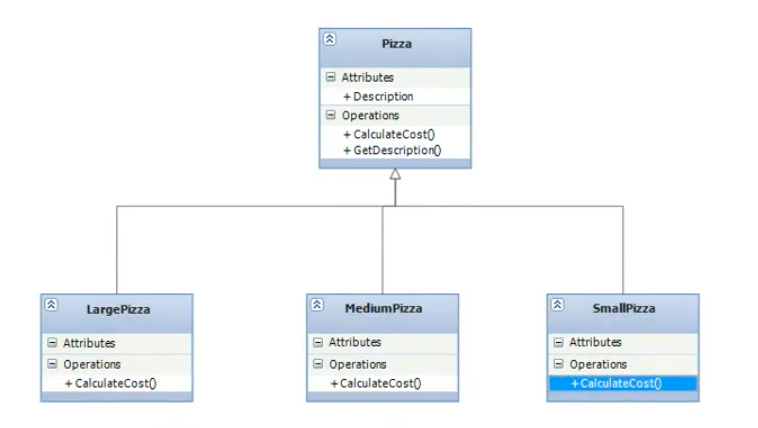 Pizza
Attributes
+ Description
Operations
+ CalculateCost()
+ GetDescription()
LargePizza
Attributes
Operations
+ CalculateCost()
MediumPizza
Attributes
Operations
+ CalculateCost()
SmallPizza
Attributes
Operations
+ CalculateCost()